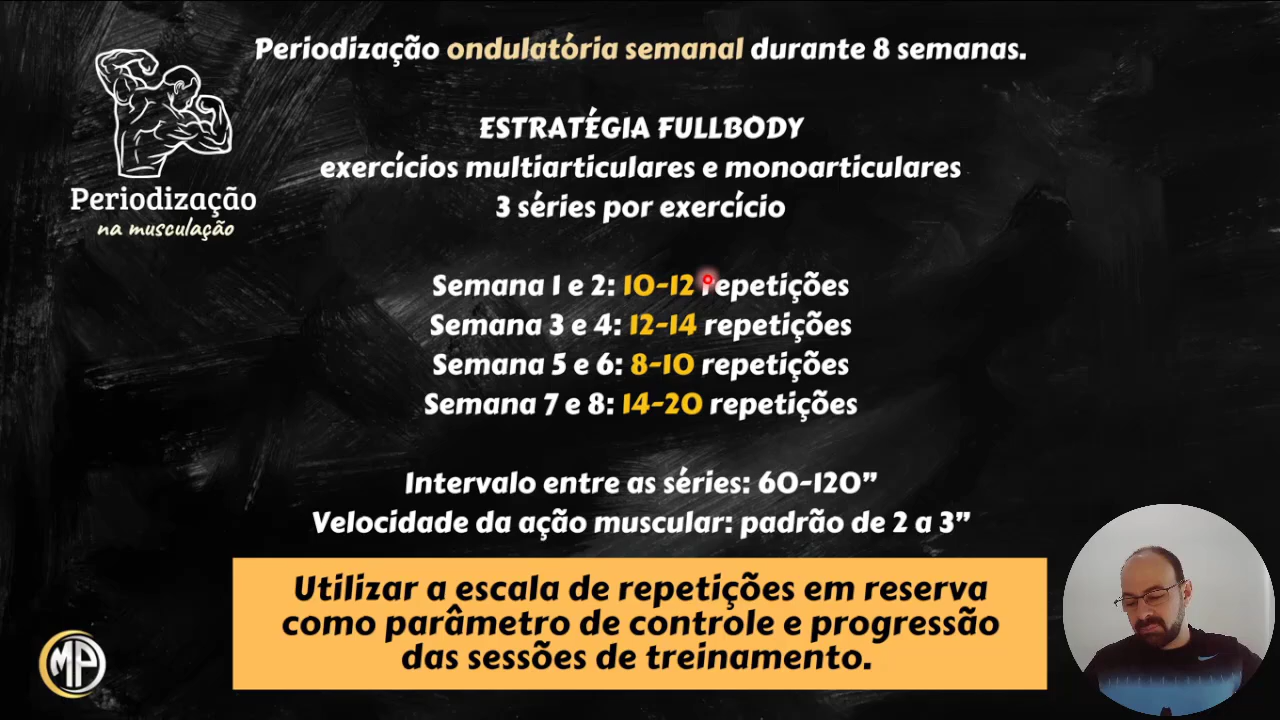 Periodização ondulatória semanal durante 8 semanas.
ESTRATÉGIA FULLBODY
exercícios multiarticulares e monoarticulares
3 séries por exercício
Periodização
na musculação
Semana 1 e 2: 10-12 repetições
Semana 3 e 4: 12-14 repetições
Semana 5 e 6: 8-10 repetições
Semana 7 e 8: 14-20 repetições
Intervalo entre as séries: 60-120”
Velocidade da ação muscular: padrão de 2 a 3”
Utilizar a escala de repetições em reserva
como parâmetro de controle e progressão
das sessões de treinamento.
MP